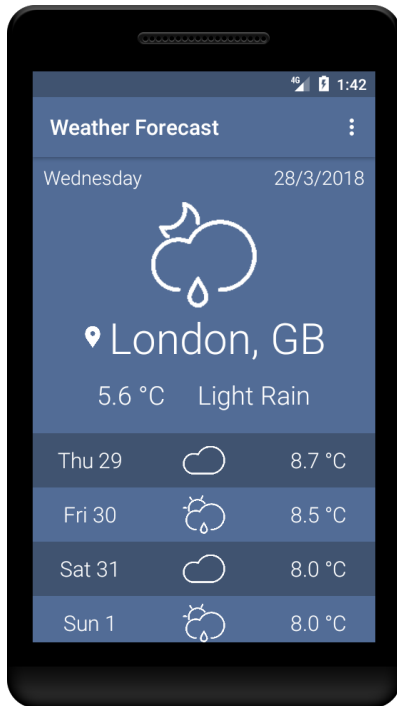 4G 1:42
Weather Forecast
Wednesday 28/3/2018
London, GB
5.6 °C Light Rain
Thu 29 8.7 °C
Fri 30 8.5 °C
Sat 31 8.0 °C
Sun 1 8.0 °C